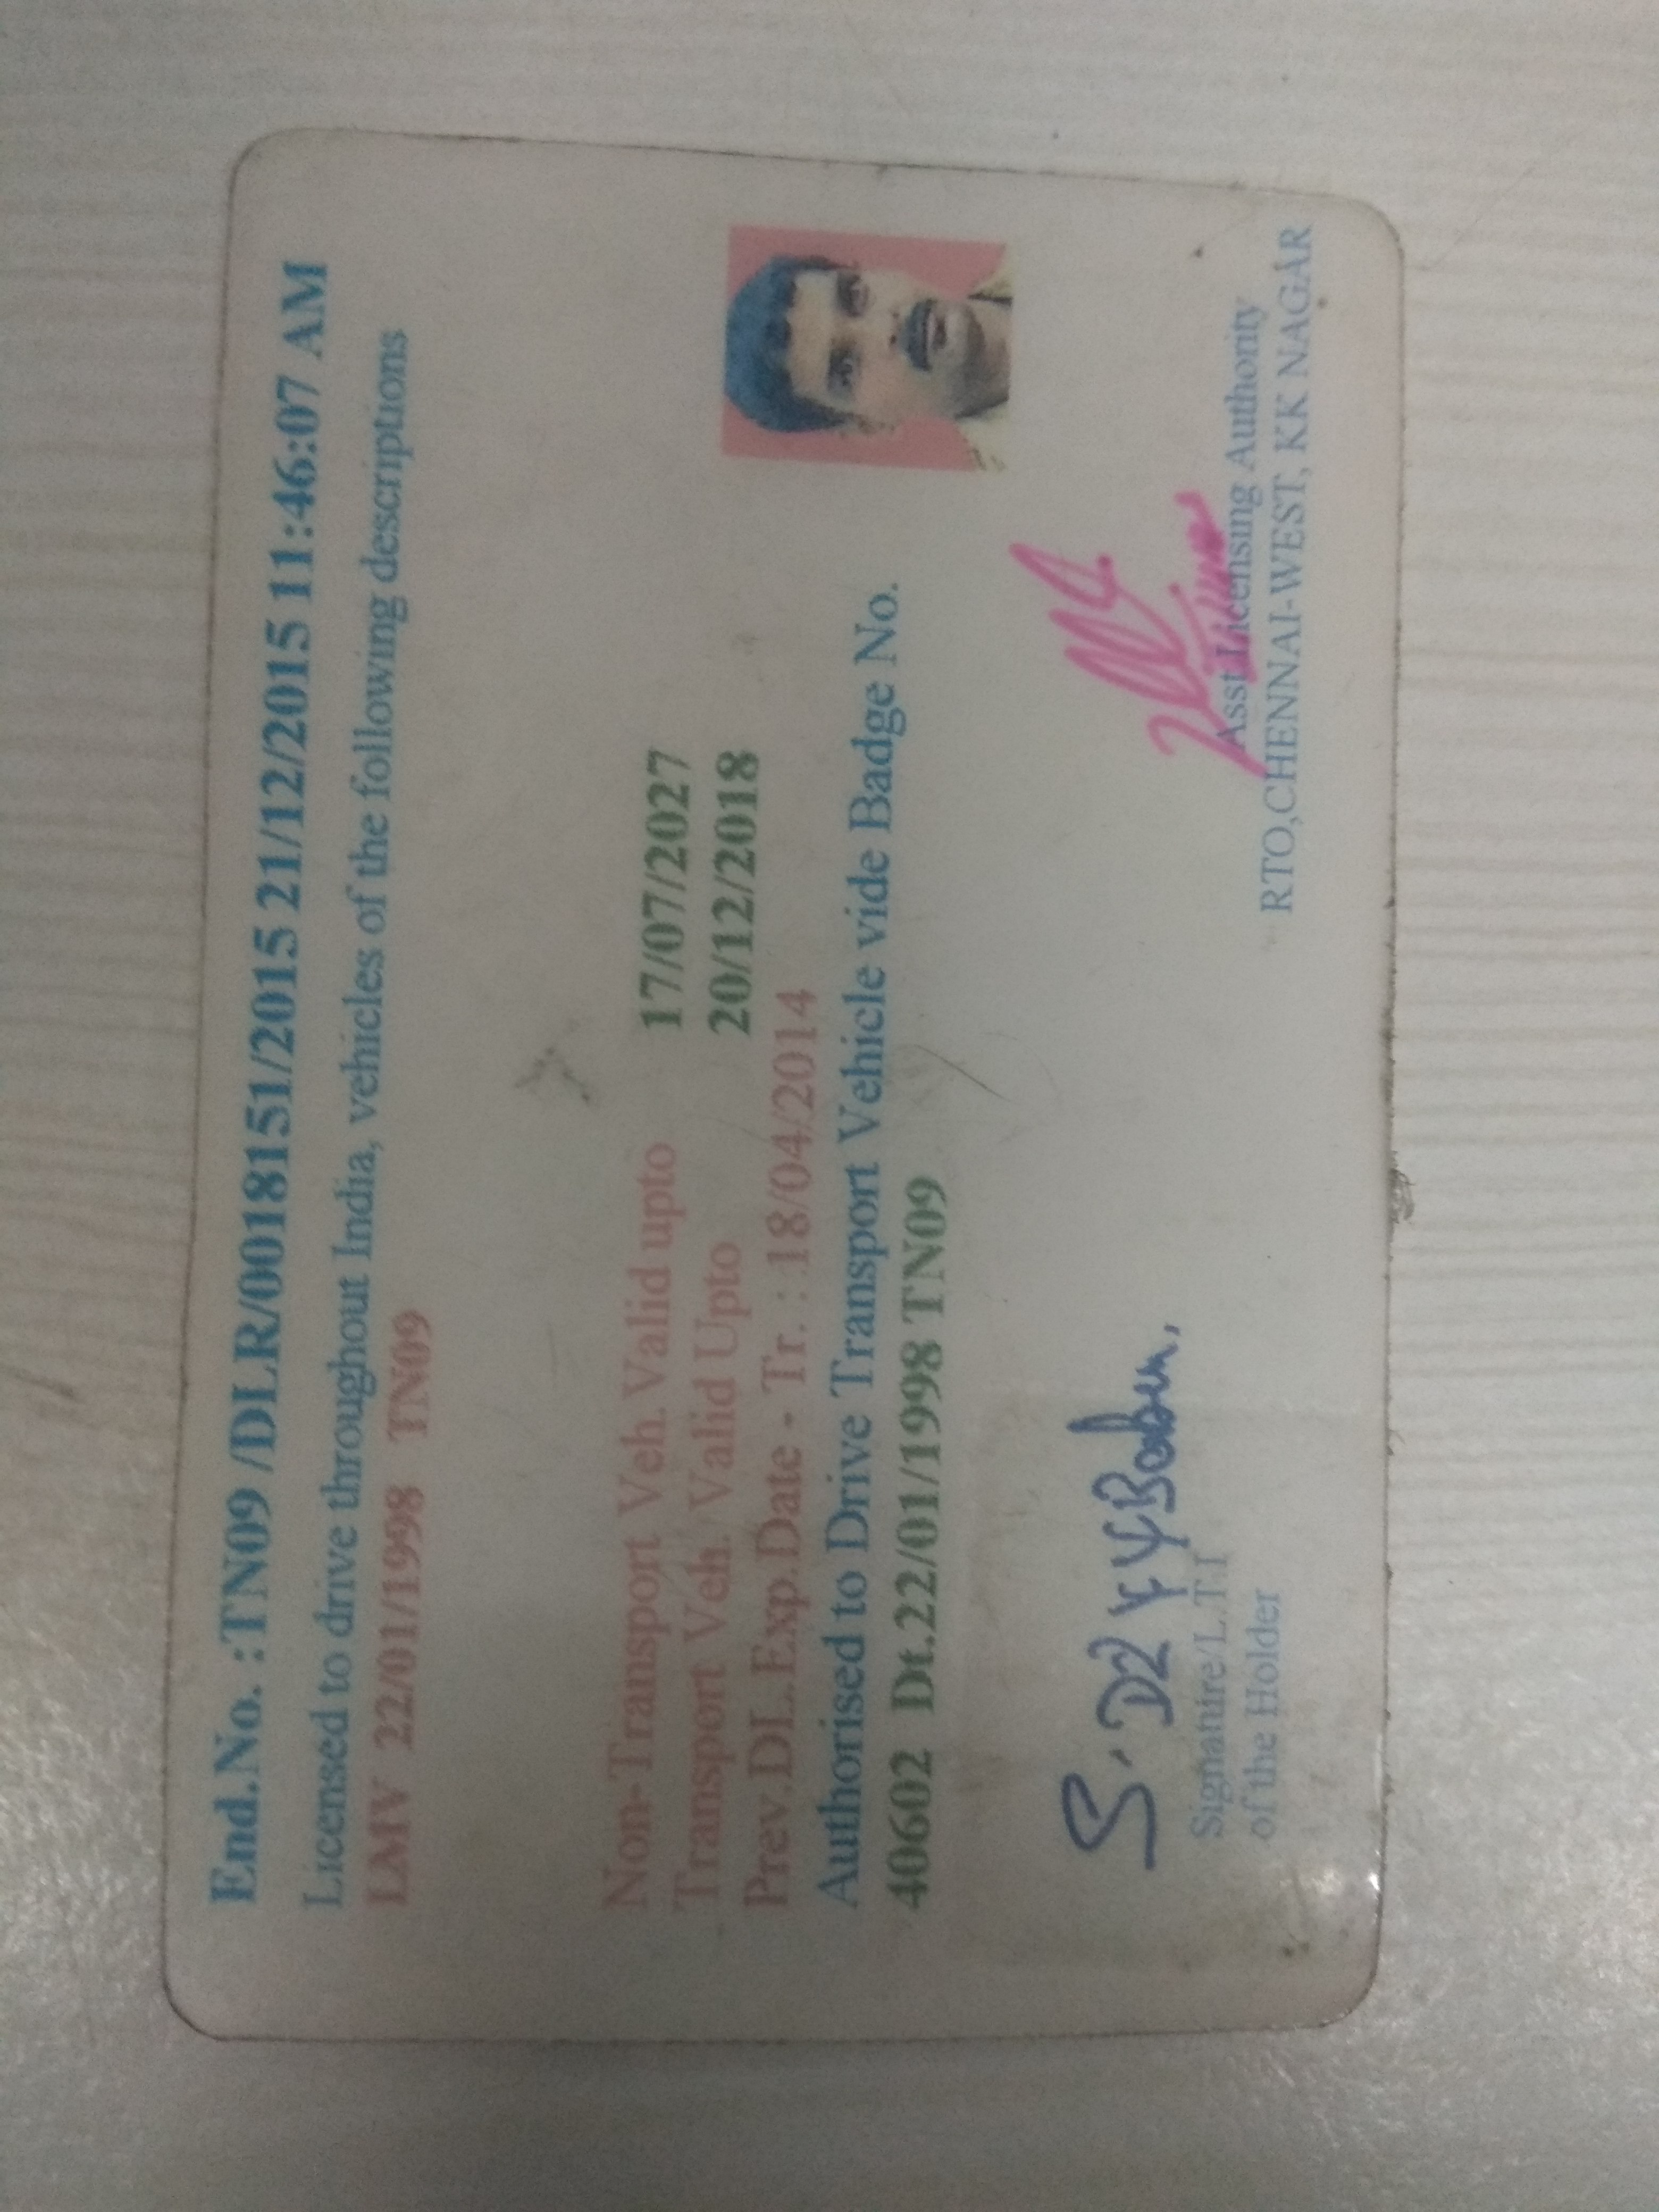 End.No. :TN09 /DLR/0018151/2015 21/12/2015 11:46:07 AM
Licensed to drive throughout India, vehicles of the following descriptions
LMV 22/01/1998 TN09
Non-Transport Veh. Valid upto 17/07/2027
Transport Veh. Valid Upto 20/12/2018
Prev.DL.Exp.Date - Tr. : 18/04/2014
Authorised to Drive Transport Vehicle vide Badge No.
40602 Dt.22/01/1998 TN09
Signature/L.T.I
of the Holder
Asst Licensing Authority
RTO,CHENNAI-WEST, KK NAGAR